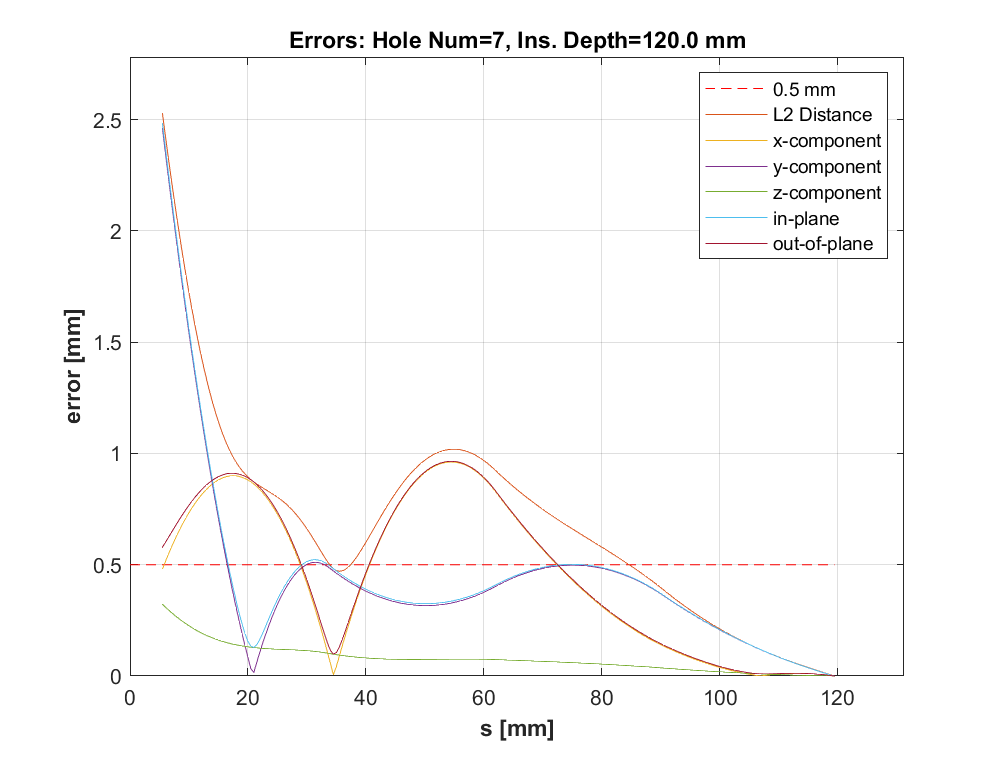 Errors: Hole Num=7, Ins. Depth=120.0 mm
0.5 mm
L2 Distance
x-component
y-component
z-component
in-plane
out-of-plane
2.5
2
1.5
1
0.5
0
error [mm]
0 20 40 60 80 100 120
s [mm]